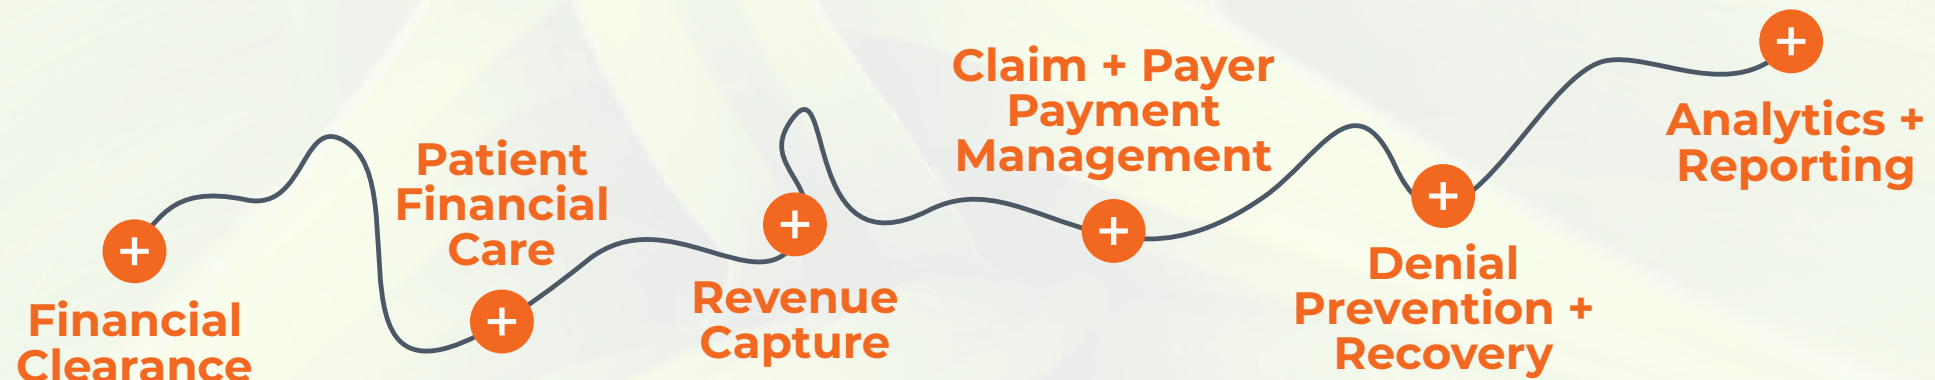 Financial
Clearance
Patient
Financial
Care
Revenue
Capture
Claim + Payer
Payment
Management
Denial
Prevention +
Recovery
Analytics +
Reporting